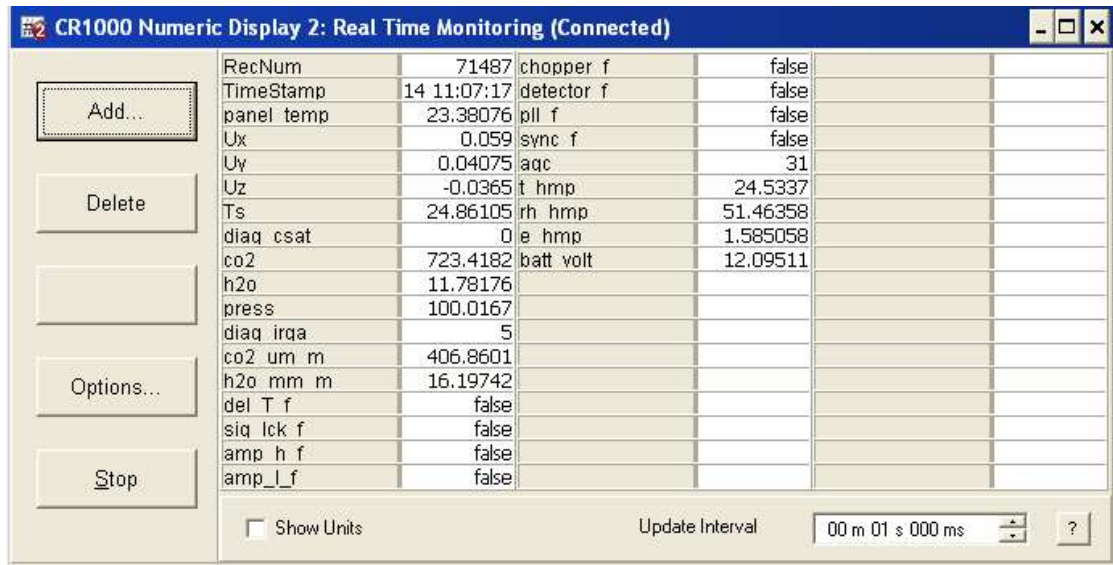 CR1000 Numeric Display 2: Real Time Monitoring (Connected)
Add...
Delete
Options...
Stop
RecNum 71487 chopper f false
TimeStamp 14 11:07:17 detector f false
panel temp 23.38076 pll f false
Ux 0.059 sync f false
Uy 0.04075 agc 31
Uz -0.0365 t hmp 24.5337
Ts 24.86105 rh hmp 51.46358
diag csat 0 e hmp 1.585058
co2 723.4182 batt volt 12.09511
h2o 11.78176
press 100.0167
diag irga 5
co2 um m 406.8601
h2o mm m 16.19742
del T f false
sig lck f false
amp h f false
amp_l_f false
Show Units Update Interval 00 m 01 s 000 ms ?